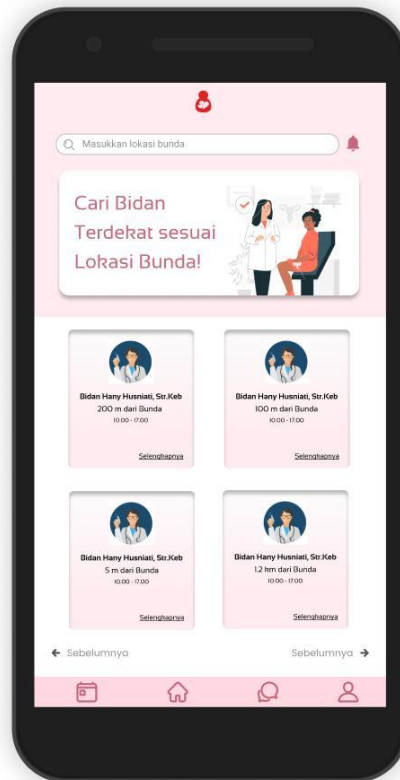 Masukkan lokasi bunda
Cari Bidan
Terdekat sesuai
Lokasi Bunda!
Bidan Hany Husniati, Str.Keb
200 m dari Bunda
10.00 - 17.00
Selengkapnya
Bidan Hany Husniati, Str.Keb
100 m dari Bunda
10.00 - 17.00
Selengkapnya
Bidan Hany Husniati, Str.Keb
5 m dari Bunda
10.00 - 17.00
Selengkapnya
Bidan Hany Husniati, Str.Keb
1.2 km dari Bunda
10.00 - 17.00
Selengkapnya
Sebelumnya
Sebelumnya